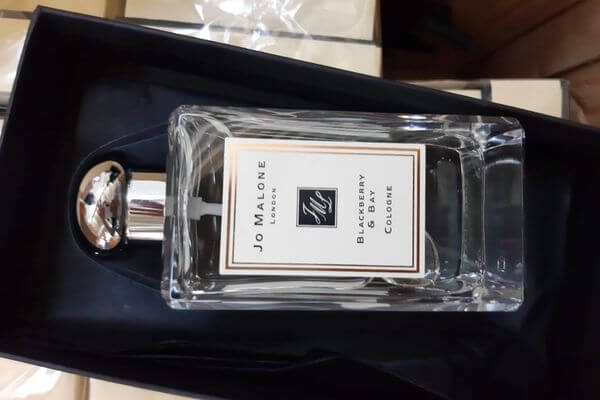 JO MALONE
LONDON
JML
BLACKBERRY
& BAY
COLOGNE